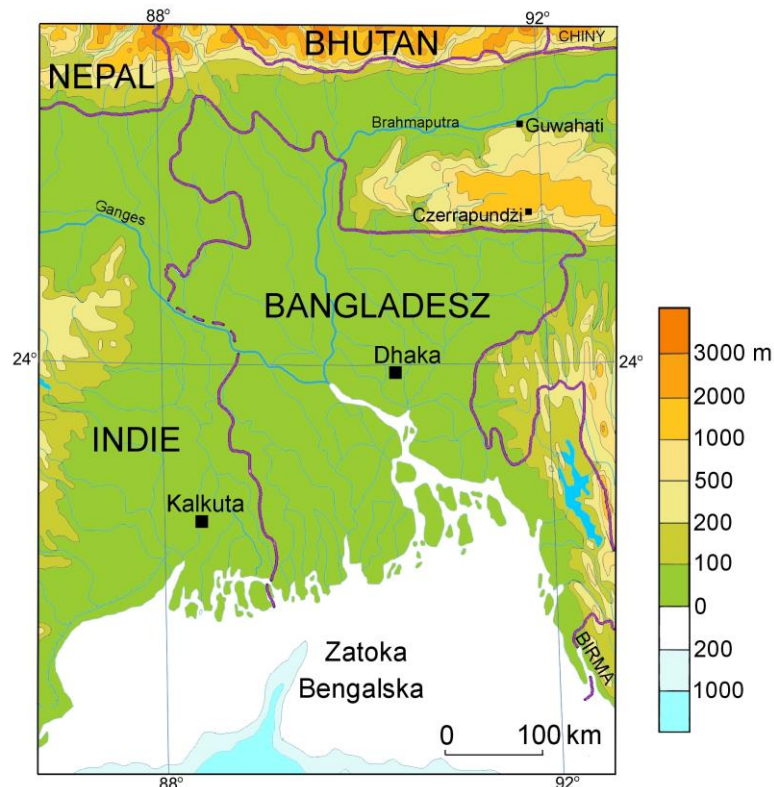 88°
92°
BHUTAN
CHINY
NEPAL
Brahmaputra
Guwahati
Ganges
Czerrapundżi
BANGLADESZ
24°
Dhaka
24°
INDIE
Kalkuta
Zatoka
Bengalska
BIRMA
0 100 km
88°
92°
3000 m
2000
1000
500
200
100
0
200
1000